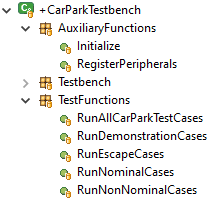 +CarParkTestbench
AuxiliaryFunctions
Initialize
RegisterPeripherals
Testbench
TestFunctions
RunAllCarParkTestCases
RunDemonstrationCases
RunEscapeCases
RunNominalCases
RunNonNominalCases